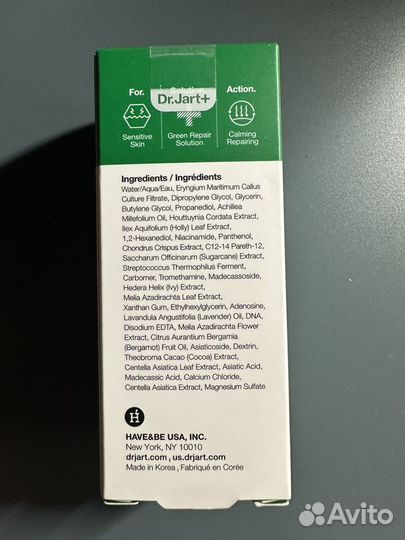 For.
Solution.
Action.
Dr.Jart+
Sensitive
Skin
Green Repair
Solution
Calming
Repairing
Ingredients / Ingrédients
Water/Aqua/Eau, Eryngium Maritimum Callus
Culture Filtrate, Dipropylene Glycol, Glycerin,
Butylene Glycol, Propanediol, Achillea
Millefolium Oil, Houttuynia Cordata Extract,
Ilex Aquifolium (Holly) Leaf Extract,
1,2-Hexanediol, Niacinamide, Panthenol,
Chondrus Crispus Extract, C12-14 Pareth-12,
Saccharum Officinarum (Sugarcane) Extract,
Streptococcus Thermophilus Ferment,
Carbomer, Tromethamine, Madecassoside,
Hedera Helix (Ivy) Extract,
Melia Azadirachta Leaf Extract,
Xanthan Gum, Ethylhexylglycerin, Adenosine,
Lavandula Angustifolia (Lavender) Oil, DNA,
Disodium EDTA, Melia Azadirachta Flower
Extract, Citrus Aurantium Bergamia
(Bergamot) Fruit Oil, Asiaticoside, Dextrin,
Theobroma Cacao (Cocoa) Extract,
Centella Asiatica Leaf Extract, Asiatic Acid,
Madecassic Acid, Calcium Chloride,
Centella Asiatica Extract, Magnesium Sulfate
H
HAVE&BE USA, INC.
New York, NY 10010
drjart.com | us.drjart.com
Made in Korea | Fabriqué en Corée
Avito